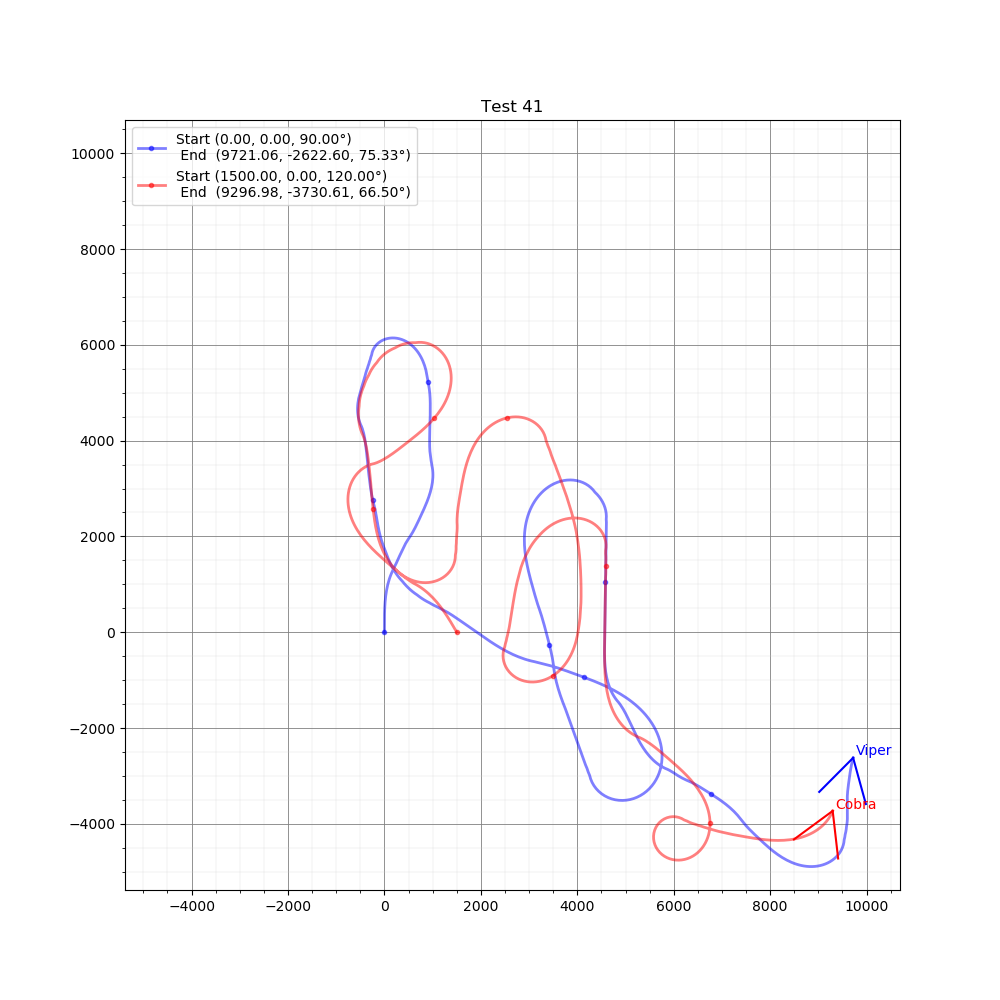 Test 41
Start (0.00, 0.00, 90.00°)
End  (9721.06, -2622.60, 75.33°)
Start (1500.00, 0.00, 120.00°)
End  (9296.98, -3730.61, 66.50°)
10000
8000
6000
4000
2000
0
−2000
−4000
Viper
Cobra
−4000 −2000 0 2000 4000 6000 8000 10000